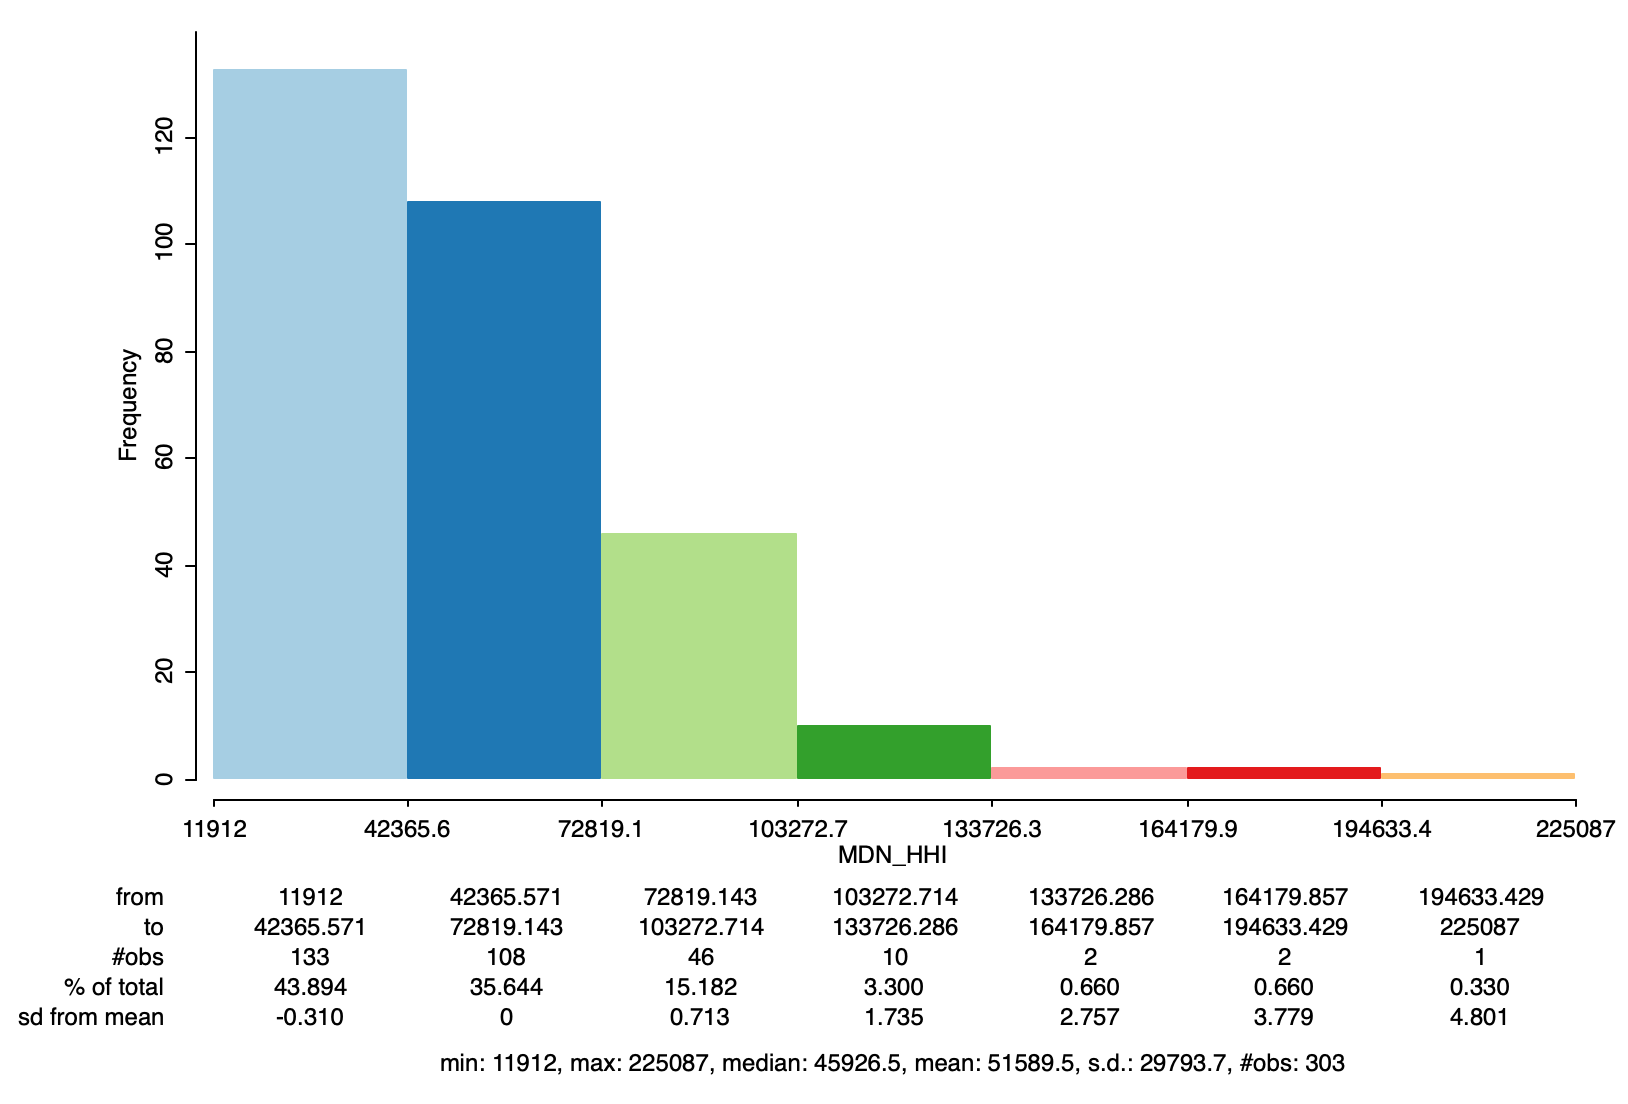 120
100
80
60
40
20
0
Frequency
11912 42365.6 72819.1 103272.7 133726.3 164179.9 194633.4 225087
MDN_HHI
from 11912 42365.571 72819.143 103272.714 133726.286 164179.857 194633.429
to 42365.571 72819.143 103272.714 133726.286 164179.857 194633.429 225087
#obs 133 108 46 10 2 2 1
% of total 43.894 35.644 15.182 3.300 0.660 0.660 0.330
sd from mean -0.310 0 0.713 1.735 2.757 3.779 4.801
min: 11912, max: 225087, median: 45926.5, mean: 51589.5, s.d.: 29793.7, #obs: 303